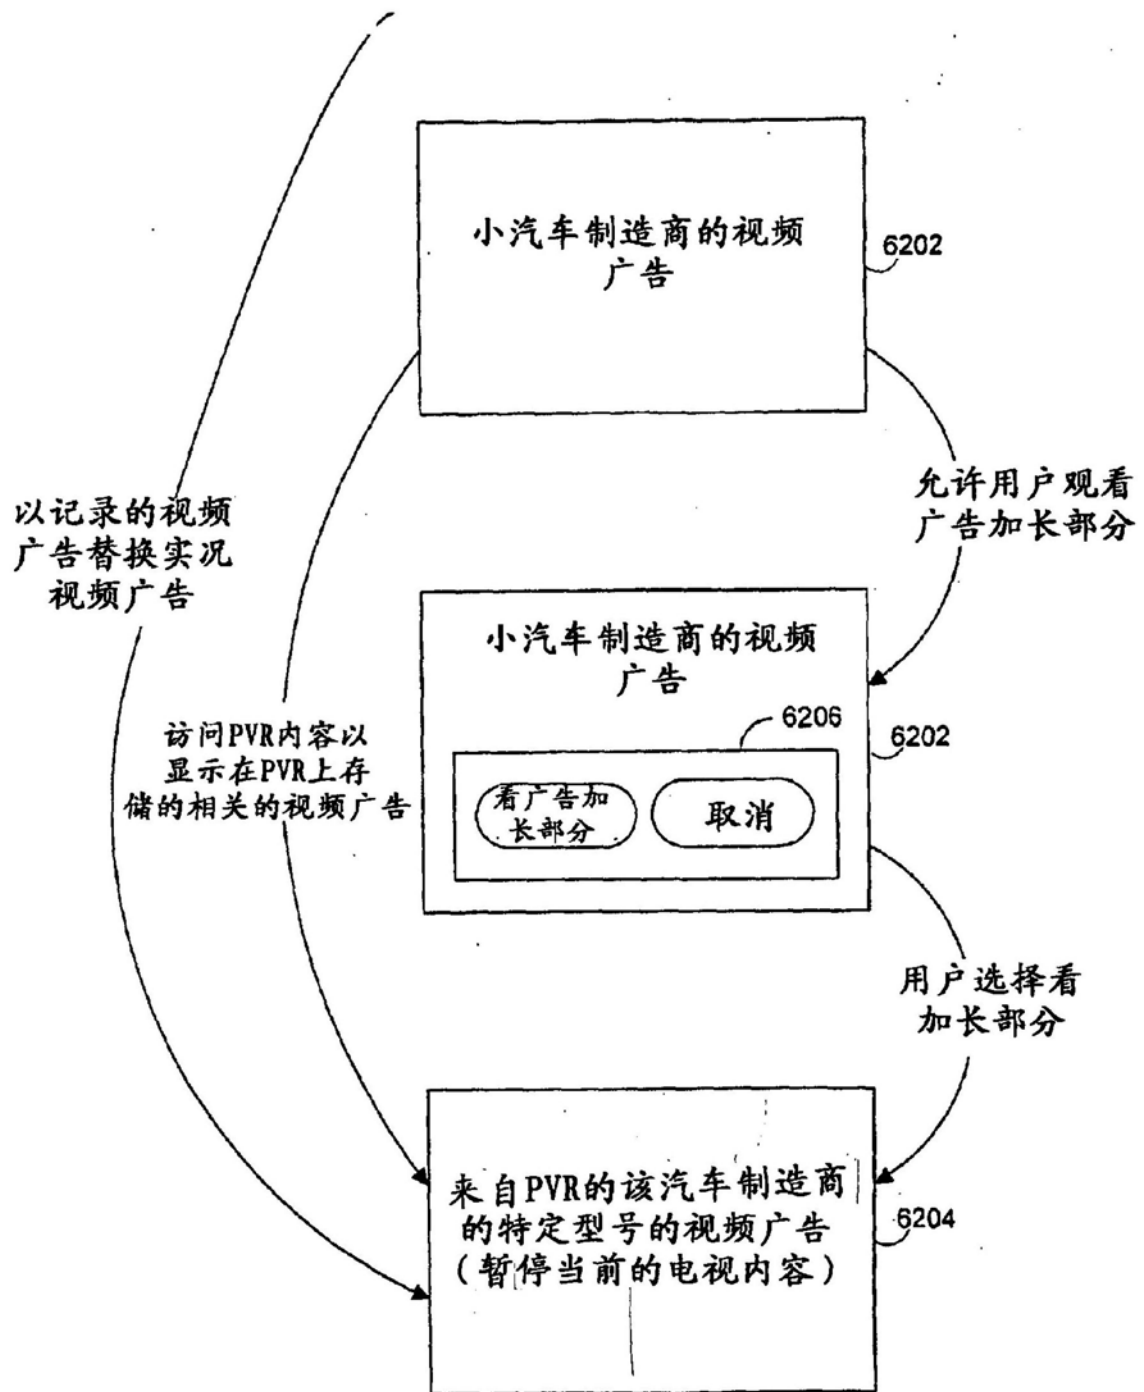 小汽车制造商的视频
广告
6202
允许用户观看
广告加长部分
以记录的视频
广告替换实况
视频广告
小汽车制造商的视频
广告
6206
6202
访问PVR内容以
显示在PVR上存
储的相关的视频广告
看广告加
长部分
取消
用户选择看
加长部分
来自PVR的该汽车制造商
的特定型号的视频广告
（暂停当前的电视内容）
6204